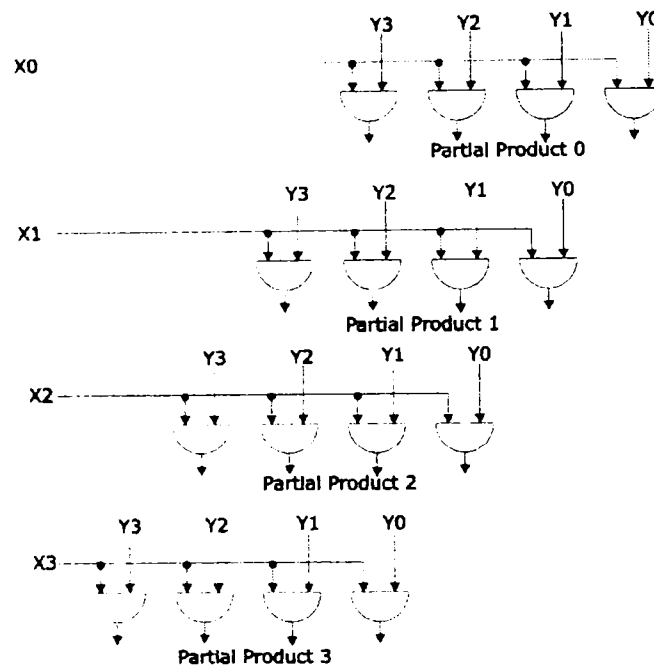 Y3 Y2 Y1 Y0
X0
Partial Product 0
Y3 Y2 Y1 Y0
X1
Partial Product 1
Y3 Y2 Y1 Y0
X2
Partial Product 2
Y3 Y2 Y1 Y0
X3
Partial Product 3